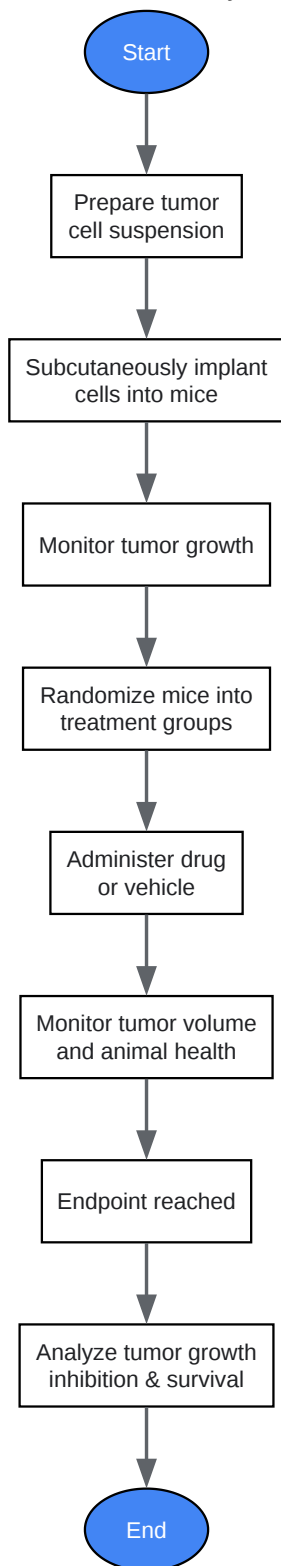 Start
Prepare tumor
cell suspension
Subcutaneously implant
cells into mice
Monitor tumor growth
Randomize mice into
treatment groups
Administer drug
or vehicle
Monitor tumor volume
and animal health
Endpoint reached
Analyze tumor growth
inhibition & survival
End